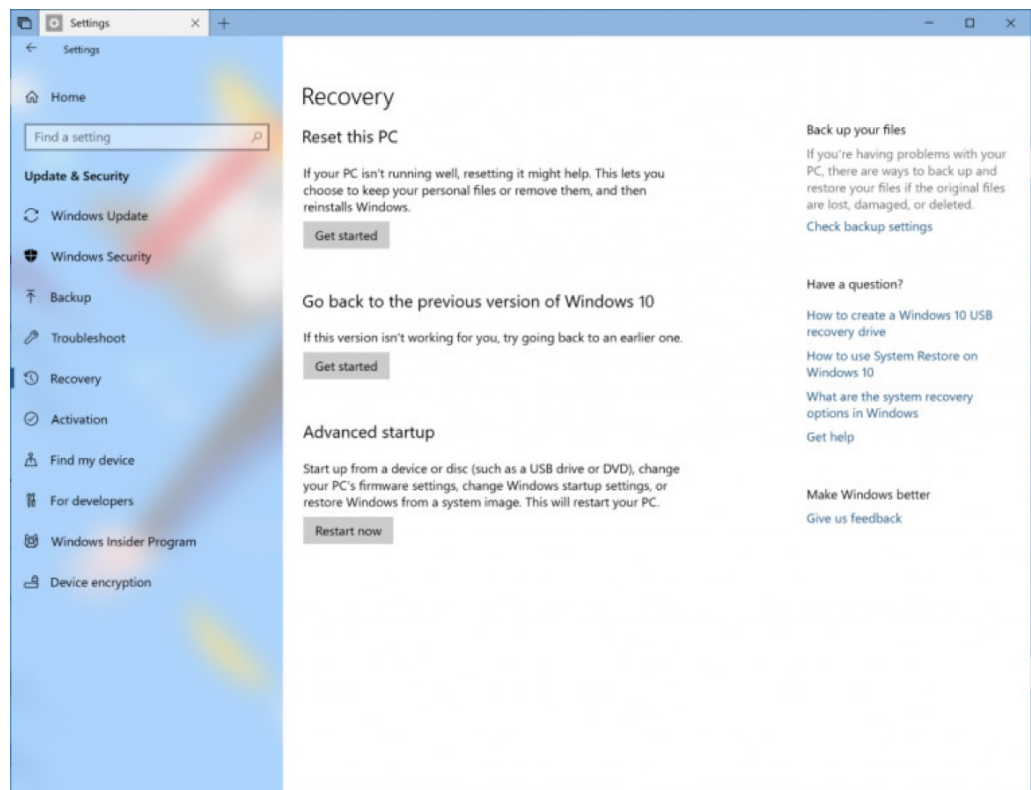 Settings
Settings
Home
Find a setting
Update & Security
Windows Update
Windows Security
Backup
Troubleshoot
Recovery
Activation
Find my device
For developers
Windows Insider Program
Device encryption
Recovery
Reset this PC
If your PC isn't running well, resetting it might help. This lets you
choose to keep your personal files or remove them, and then
reinstalls Windows.
Get started
Go back to the previous version of Windows 10
If this version isn't working for you, try going back to an earlier one.
Get started
Advanced startup
Start up from a device or disc (such as a USB drive or DVD), change
your PC's firmware settings, change Windows startup settings, or
restore Windows from a system image. This will restart your PC.
Restart now
Back up your files
If you're having problems with your
PC, there are ways to back up and
restore your files if the original files
are lost, damaged, or deleted.
Check backup settings
Have a question?
How to create a Windows 10 USB
recovery drive
How to use System Restore on
Windows 10
What are the system recovery
options in Windows
Get help
Make Windows better
Give us feedback